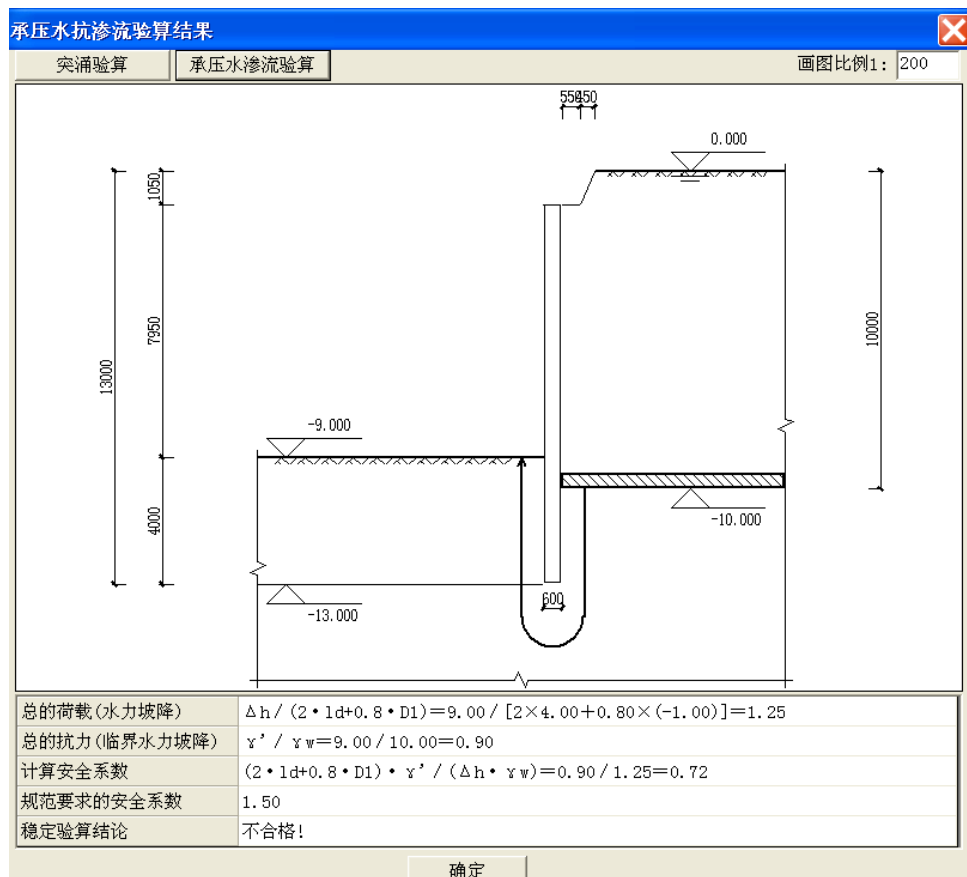 承压水抗渗流验算结果
突涌验算 承压水渗流验算 画图比例1: 200
550 450
0.000
1050
7950
13000
10000
-9.000
4000
-10.000
600
-13.000
总的荷载(水力坡降) Δh/(2•ld+0.8•D1)=9.00/[2×4.00+0.80×(-1.00)]=1.25
总的抗力(临界水力坡降) γ'/γw=9.00/10.00=0.90
计算安全系数 (2•ld+0.8•D1)•γ'/(Δh•γw)=0.90/1.25=0.72
规范要求的安全系数 1.50
稳定验算结论 不合格!
确定